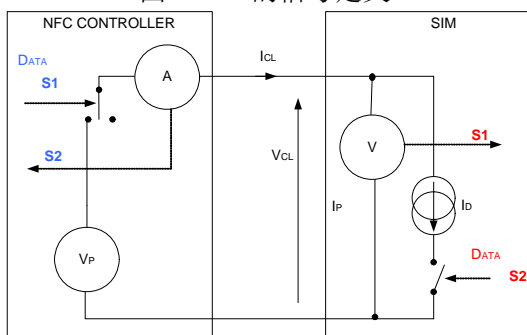 NFC CONTROLLER
SIM
DATA
S1
A
ICL
S2
VCL
V
S1
IP
ID
VP
DATA
S2